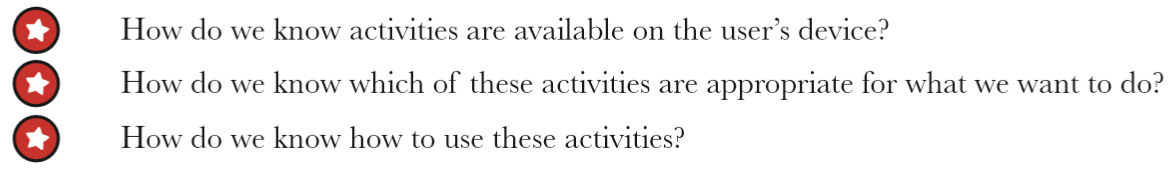 How do we know activities are available on the user’s device?
How do we know which of these activities are appropriate for what we want to do?
How do we know how to use these activities?